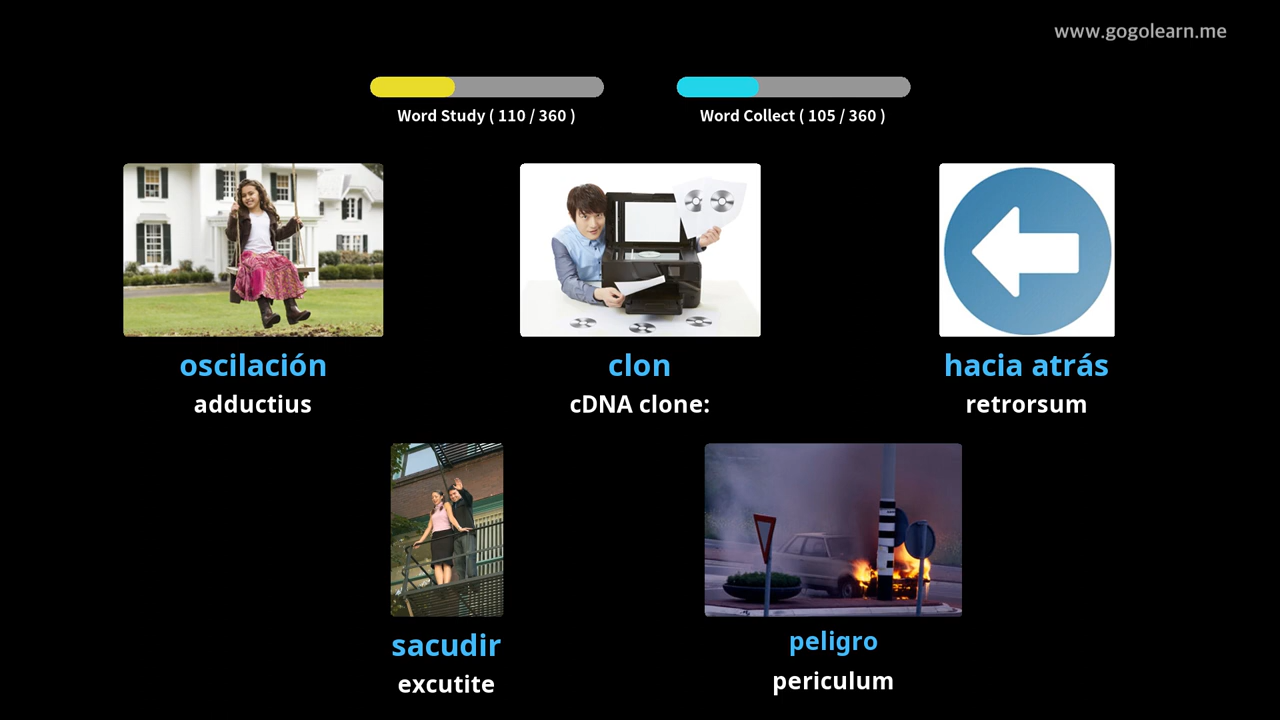 www.gogolearn.me
Word Study ( 110 / 360 )
Word Collect ( 105 / 360 )
oscilación
clon
hacia atrás
adductius
cDNA clone:
retrorsum
sacudir
peligro
excutite
periculum